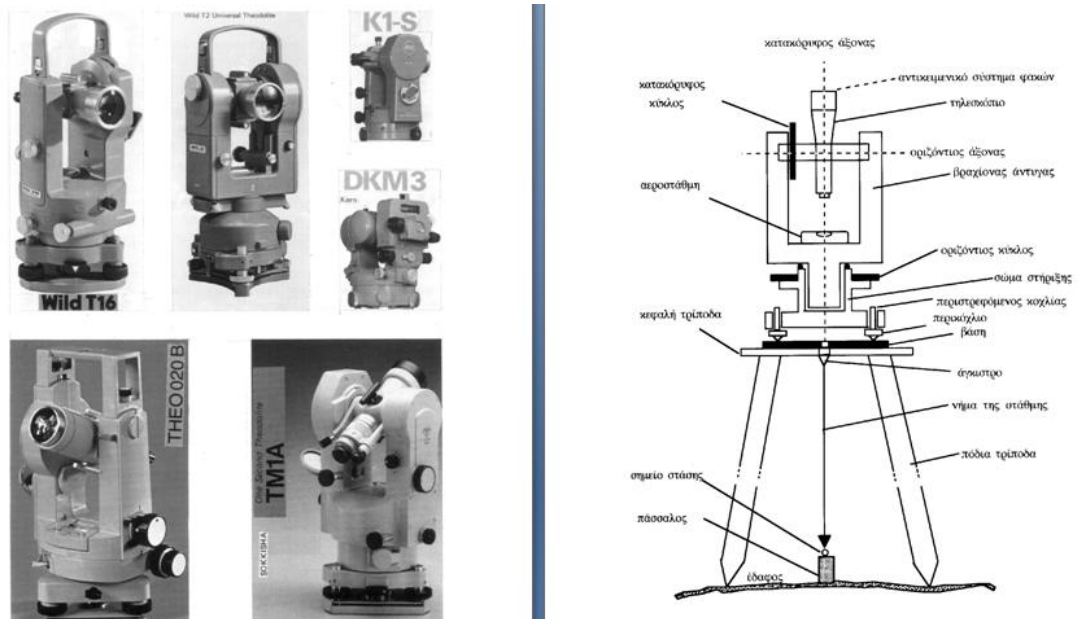 Wild T2 Universal Theodolite
K1-S
DKM3
Kern
Wild T16
THEO 020 B
One Second Theodolite
TM1A
SOKKISHA
κατακόρυφος άξονας
αντικειμενικό σύστημα φακών
κατακόρυφος
κύκλος
τηλεσκόπιο
οριζόντιος άξονας
βραχίονας άντυγας
αεροστάθμη
οριζόντιος κύκλος
σώμα στήριξης
περιστρεφόμενος κοχλίας
κεφαλή τρίποδα
περικόχλιο
βάση
άγκιστρο
νήμα της στάθμης
πόδια τρίποδα
σημείο στάσης
πάσσαλος
έδαφος